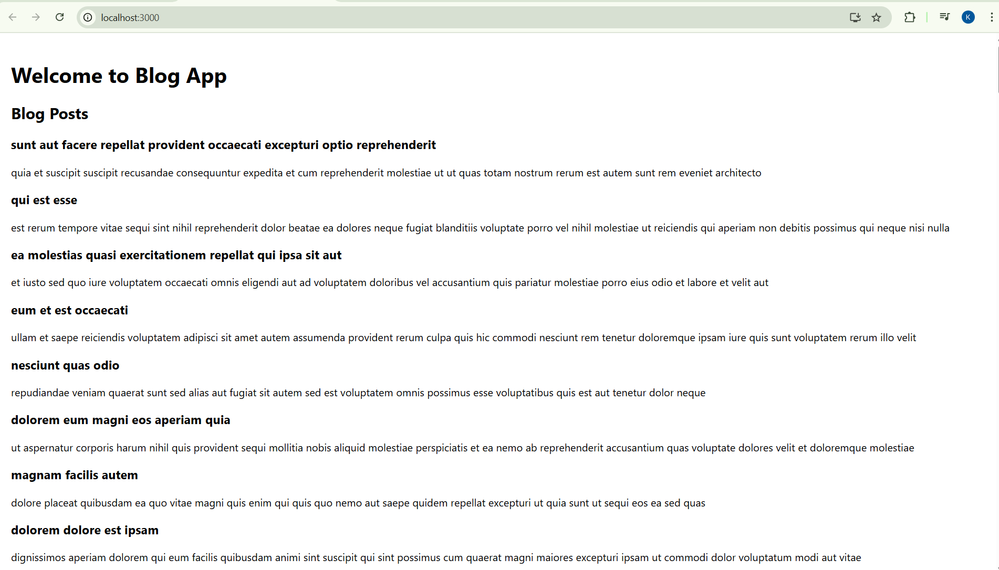 localhost:3000
K
Welcome to Blog App
Blog Posts
sunt aut facere repellat provident occaecati excepturi optio reprehenderit
quia et suscipit suscipit recusandae consequuntur expedita et cum reprehenderit molestiae ut ut quas totam nostrum rerum est autem sunt rem eveniet architecto
qui est esse
est rerum tempore vitae sequi sint nihil reprehenderit dolor beatae ea dolores neque fugiat blanditiis voluptate porro vel nihil molestiae ut reiciendis qui aperiam non debitis possimus qui neque nisi nulla
ea molestias quasi exercitationem repellat qui ipsa sit aut
et iusto sed quo iure voluptatem occaecati omnis eligendi aut ad voluptatem doloribus vel accusantium quis pariatur molestiae porro eius odio et labore et velit aut
eum et est occaecati
ullam et saepe reiciendis voluptatem adipisci sit amet autem assumenda provident rerum culpa quis hic commodi nesciunt rem tenetur doloremque ipsam iure quis sunt voluptatem rerum illo velit
nesciunt quas odio
repudiandae veniam quaerat sunt sed alias aut fugiat sit autem sed est voluptatem omnis possimus esse voluptatibus quis est aut tenetur dolor neque
dolorem eum magni eos aperiam quia
ut aspernatur corporis harum nihil quis provident sequi mollitia nobis aliquid molestiae perspiciatis et ea nemo ab reprehenderit accusantium quas voluptate dolores velit et doloremque molestiae
magnam facilis autem
dolore placeat quibusdam ea quo vitae magni quis enim qui quis quo nemo aut saepe quidem repellat excepturi ut quia sunt ut sequi eos ea sed quas
dolorem dolore est ipsam
dignissimos aperiam dolorem qui eum facilis quibusdam animi sint suscipit qui sint possimus cum quaerat magni maiores excepturi ipsam ut commodi dolor voluptatum modi aut vitae